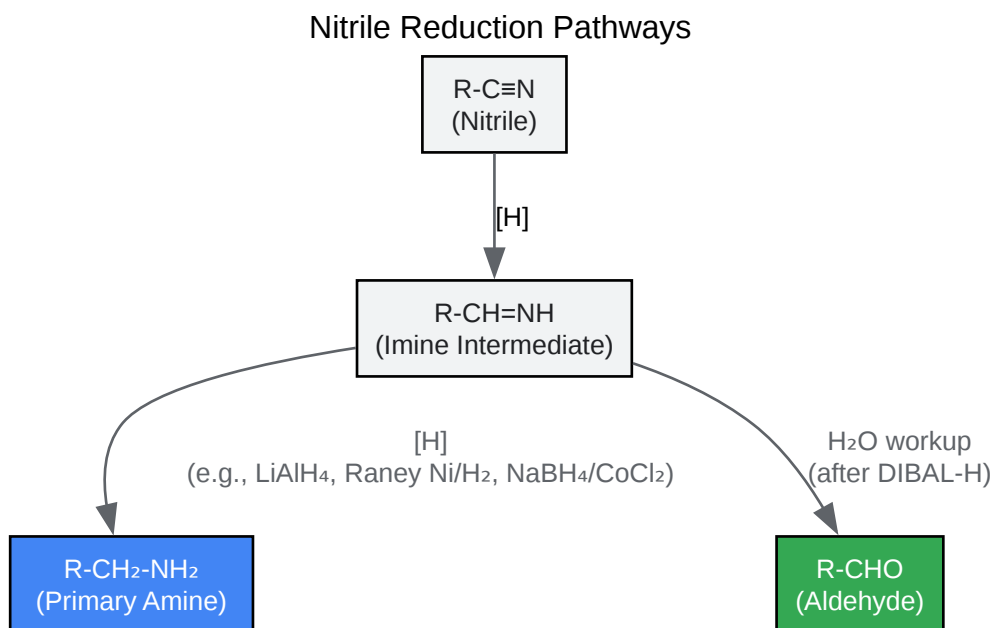 Nitrile Reduction Pathways
R-C≡N
(Nitrile)
[H]
R-CH=NH
(Imine Intermediate)
[H]
(e.g., LiAlH₄, Raney Ni/H₂, NaBH₄/CoCl₂)
H₂O workup
(after DIBAL-H)
R-CH₂-NH₂
(Primary Amine)
R-CHO
(Aldehyde)